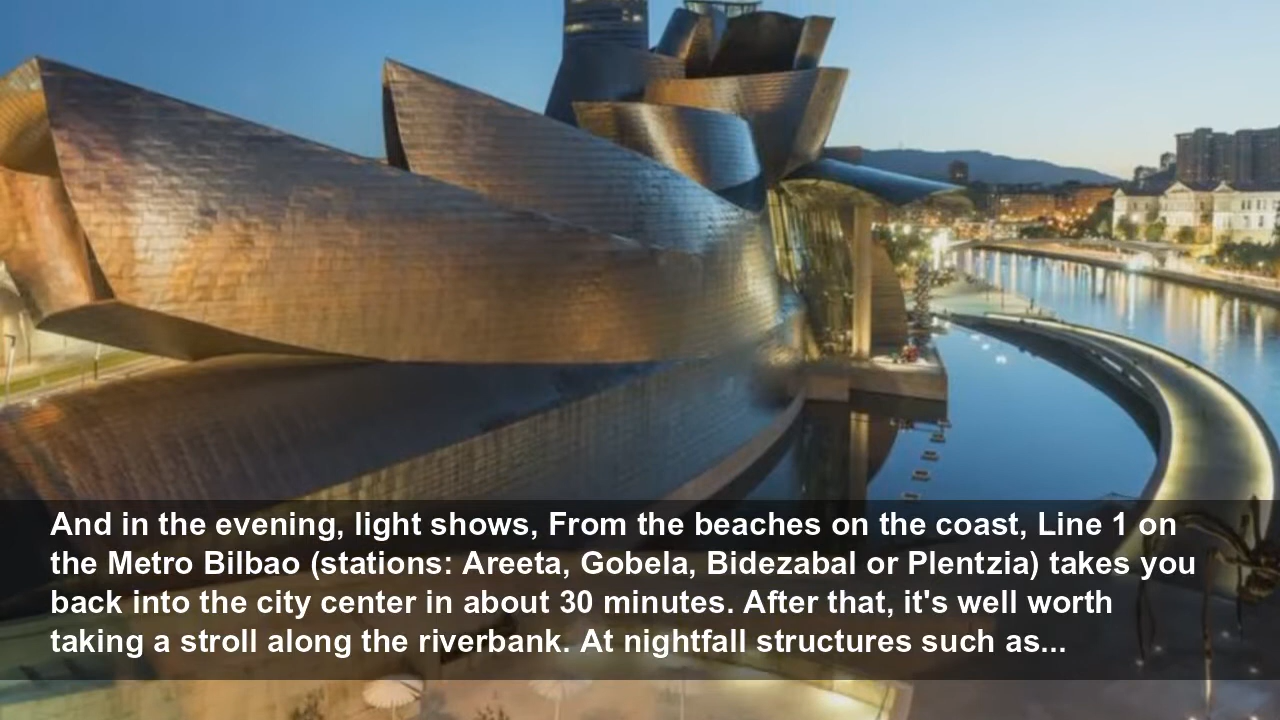 And in the evening, light shows, From the beaches on the coast, Line 1 on
the Metro Bilbao (stations: Areeta, Gobela, Bidezabal or Plentzia) takes you
back into the city center in about 30 minutes. After that, it's well worth
taking a stroll along the riverbank. At nightfall structures such as...